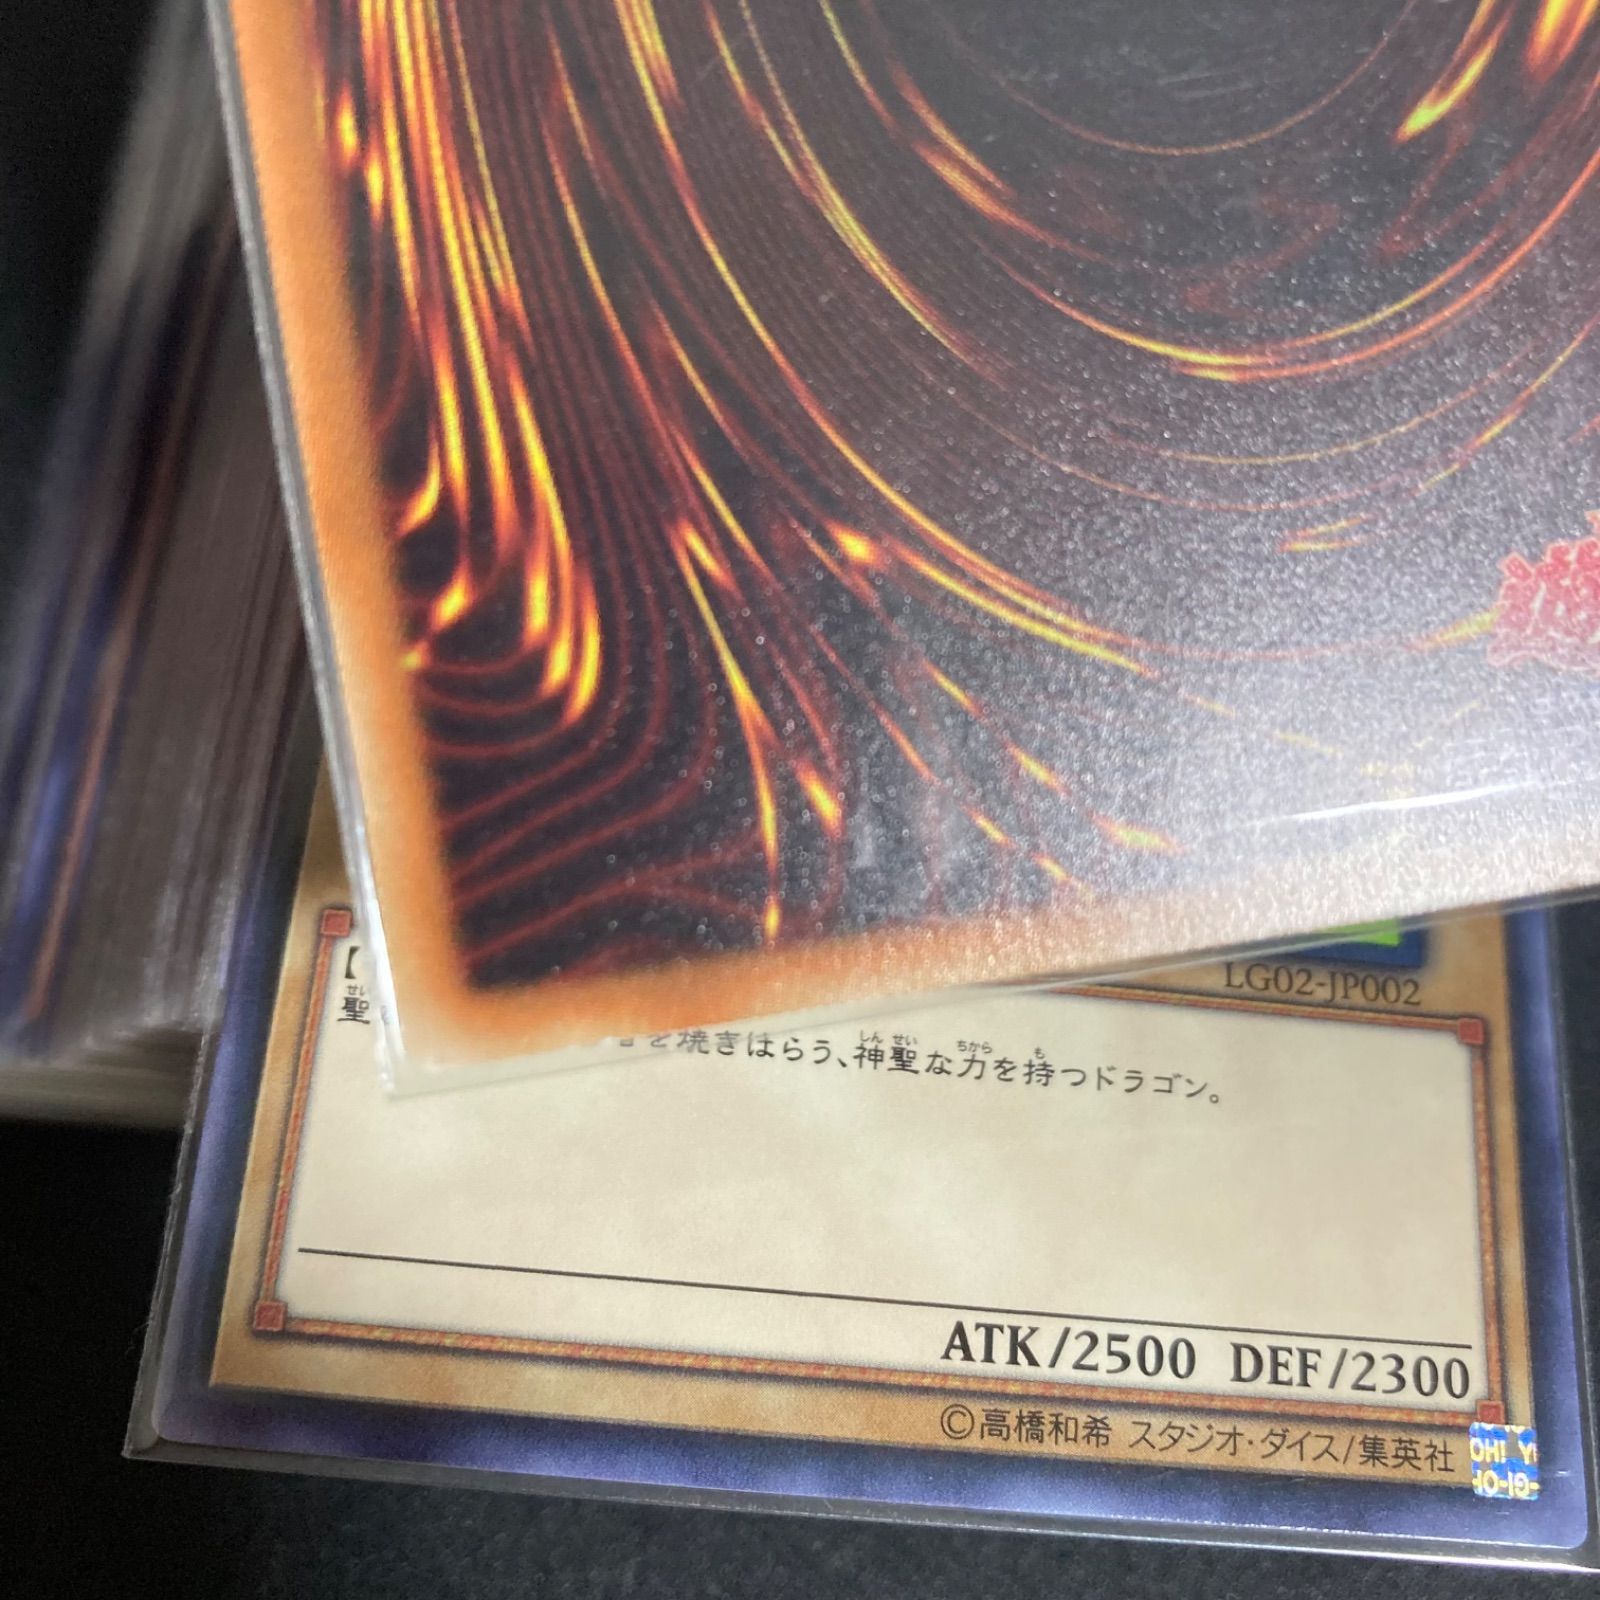 LG02-JP002
【
聖
を焼きはらう、神聖な力を持つドラゴン。
ATK/2500 DEF/2300
©高橋和希 スタジオ・ダイス/集英社